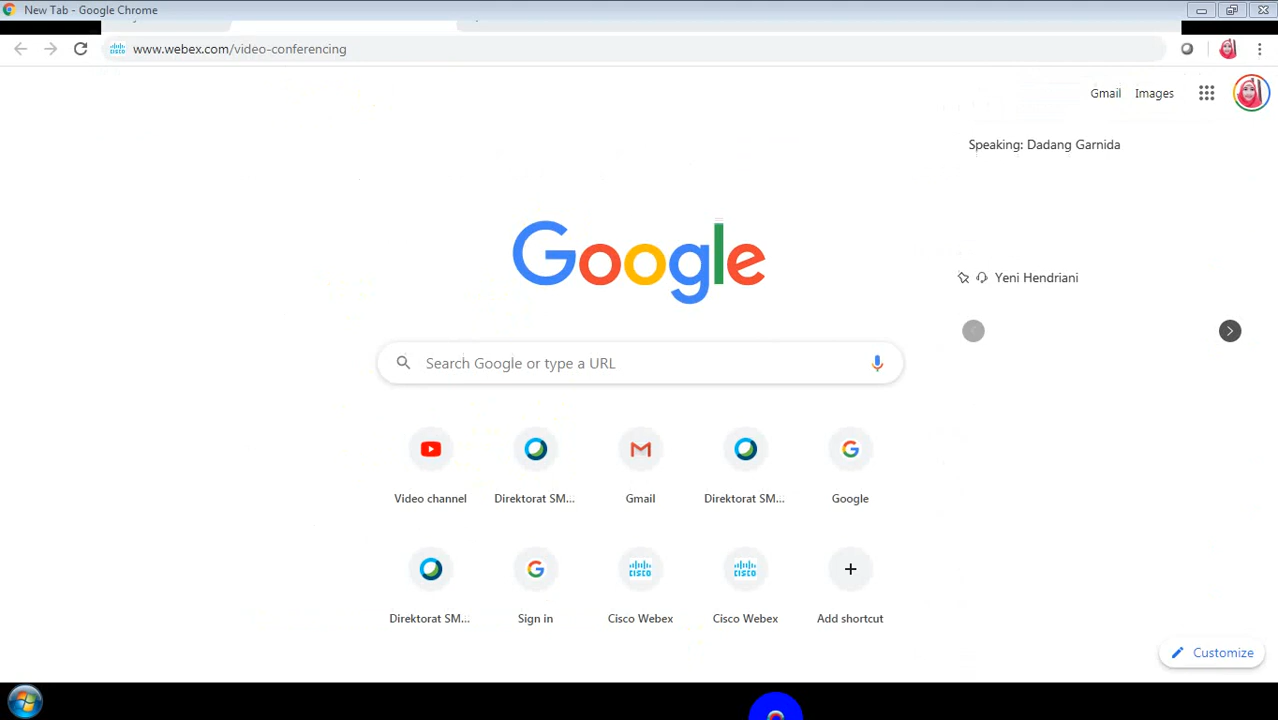 New Tab - Google Chrome
www.webex.com/video-conferencing
Gmail Images
Speaking: Dadang Garnida
Google
Yeni Hendriani
Search Google or type a URL
Video channel Direktorat SM... Gmail Direktorat SM... Google
CISCO CISCO
Direktorat SM... Sign in Cisco Webex Cisco Webex Add shortcut
Customize